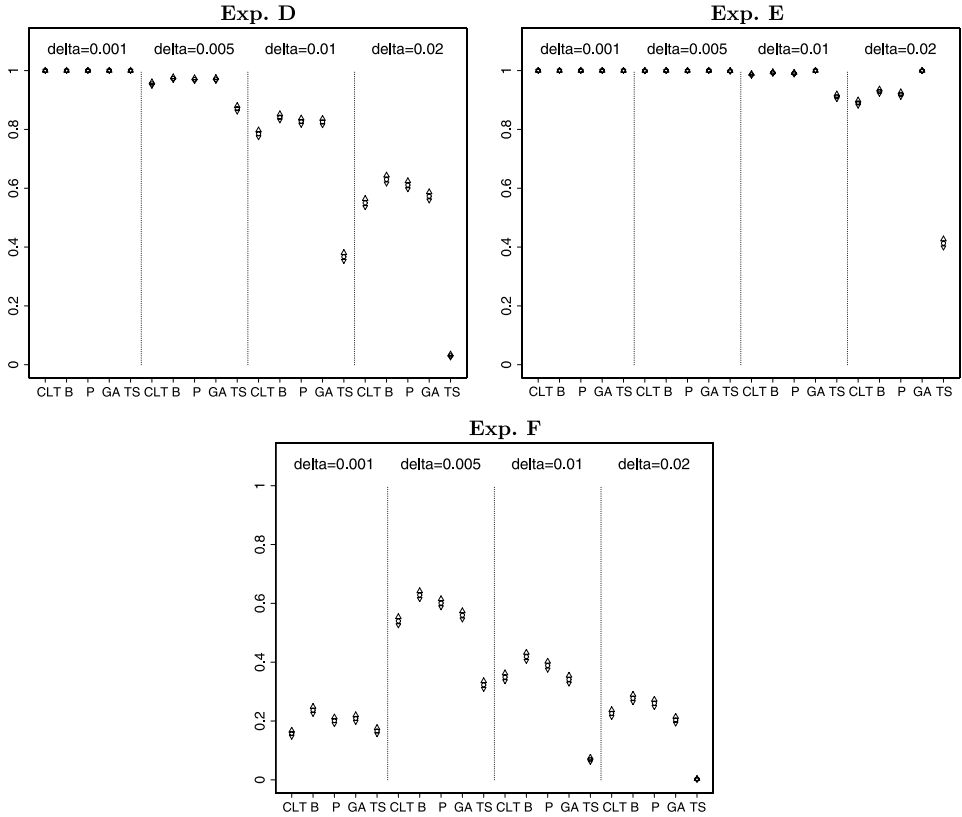 Exp. D
delta=0.001 delta=0.005 delta=0.01 delta=0.02
1
0.8
0.6
0.4
0.2
0
CLT B P GA TS CLT B P GA TS CLT B P GA TS CLT B P GA TS
Exp. E
delta=0.001 delta=0.005 delta=0.01 delta=0.02
1
0.8
0.6
0.4
0.2
0
CLT B P GA TS CLT B P GA TS CLT B P GA TS CLT B P GA TS
Exp. F
delta=0.001 delta=0.005 delta=0.01 delta=0.02
1
0.8
0.6
0.4
0.2
0
CLT B P GA TS CLT B P GA TS CLT B P GA TS CLT B P GA TS